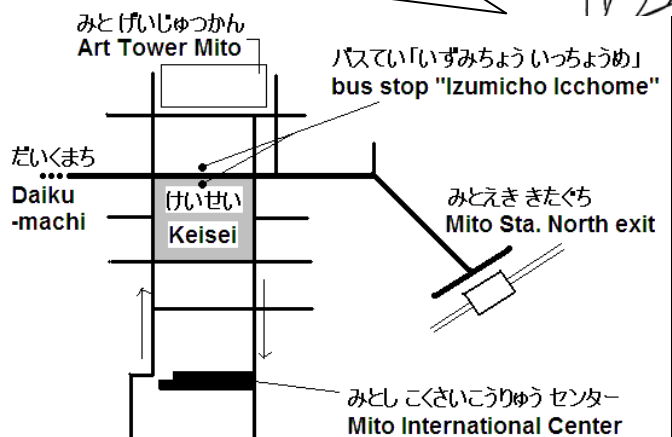 みと げいじゅつかん
Art Tower Mito
バスてい「いずみちょう いっちょうめ」
bus stop "Izumicho Icchome"
だいくまち
Daiku
-machi
けいせい
Keisei
みとえき きたぐち
Mito Sta. North exit
みとし こくさいこうりゅう センター
Mito International Center